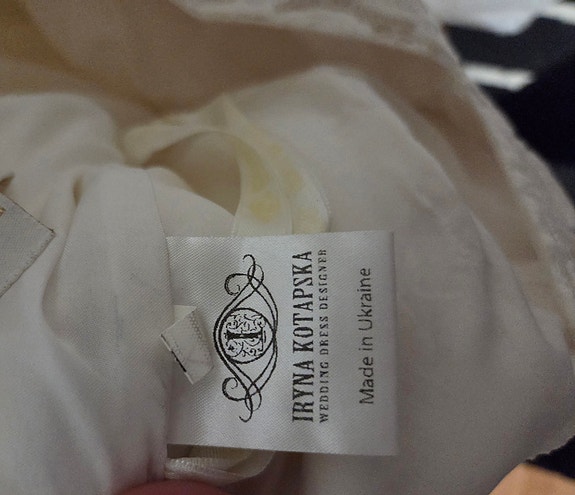 IRYNA KOTAPSKA
WEDDING DRESS DESIGNER
Made in Ukraine